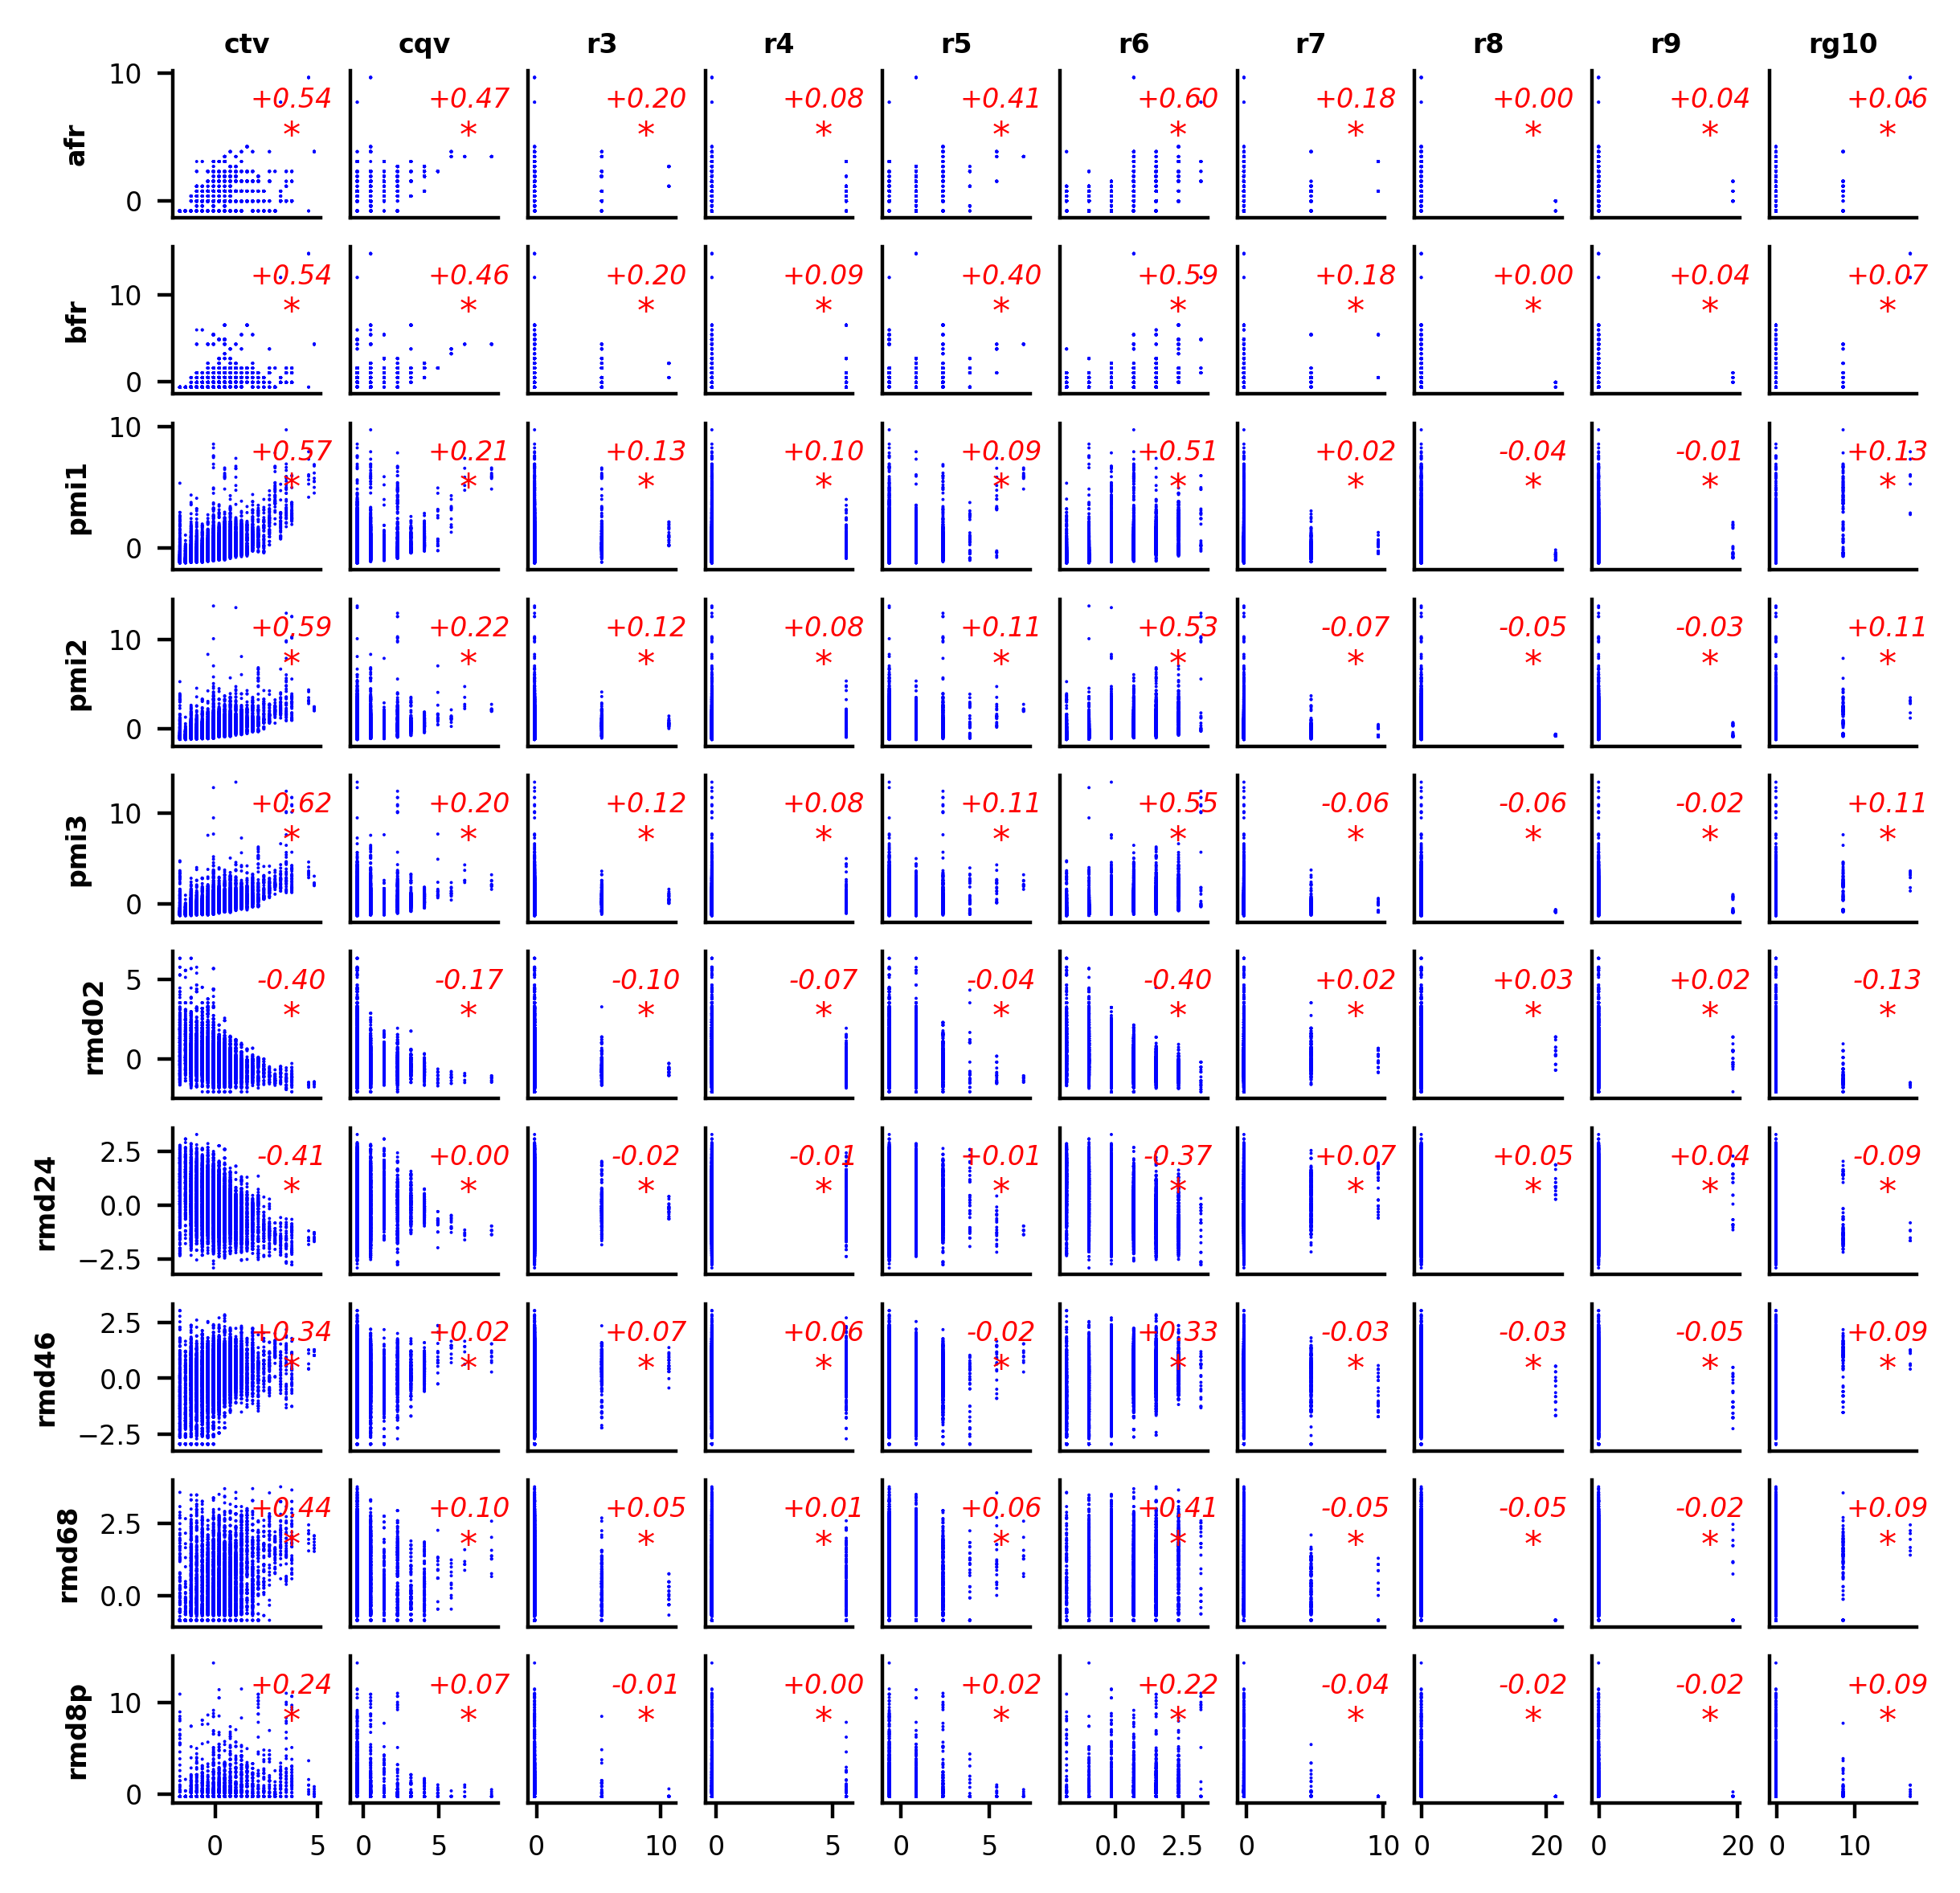 ctv cqv r3 r4 r5 r6 r7 r8 r9 rg10
10
+0.54 +0.47 +0.20 +0.08 +0.41 +0.60 +0.18 +0.00 +0.04 +0.06
* * * * * * * * * *
afr
0
+0.54 +0.46 +0.20 +0.09 +0.40 +0.59 +0.18 +0.00 +0.04 +0.07
10
* * * * * * * * * *
bfr
0
10
+0.57 +0.21 +0.13 +0.10 +0.09 +0.51 +0.02 -0.04 -0.01 +0.13
* * * * * * * * * *
pmi1
0
+0.59 +0.22 +0.12 +0.08 +0.11 +0.53 -0.07 -0.05 -0.03 +0.11
10
* * * * * * * * * *
pmi2
0
+0.62 +0.20 +0.12 +0.08 +0.11 +0.55 -0.06 -0.06 -0.02 +0.11
10
* * * * * * * * * *
pmi3
0
5
-0.40 -0.17 -0.10 -0.07 -0.04 -0.40 +0.02 +0.03 +0.02 -0.13
* * * * * * * * * *
rmd02
0
2.5
-0.41 +0.00 -0.02 -0.01 +0.01 -0.37 +0.07 +0.05 +0.04 -0.09
* * * * * * * * * *
rmd24
0.0
−2.5
2.5
+0.34 +0.02 +0.07 +0.06 -0.02 +0.33 -0.03 -0.03 -0.05 +0.09
* * * * * * * * * *
rmd46
0.0
−2.5
+0.44 +0.10 +0.05 +0.01 +0.06 +0.41 -0.05 -0.05 -0.02 +0.09
2.5
* * * * * * * * * *
rmd68
0.0
+0.24 +0.07 -0.01 +0.00 +0.02 +0.22 -0.04 -0.02 -0.02 +0.09
10
* * * * * * * * * *
rmd8p
0
0 5 0 5 0 10 0 5 0 5 0.0 2.5 0 10 0 20 0 20 0 10